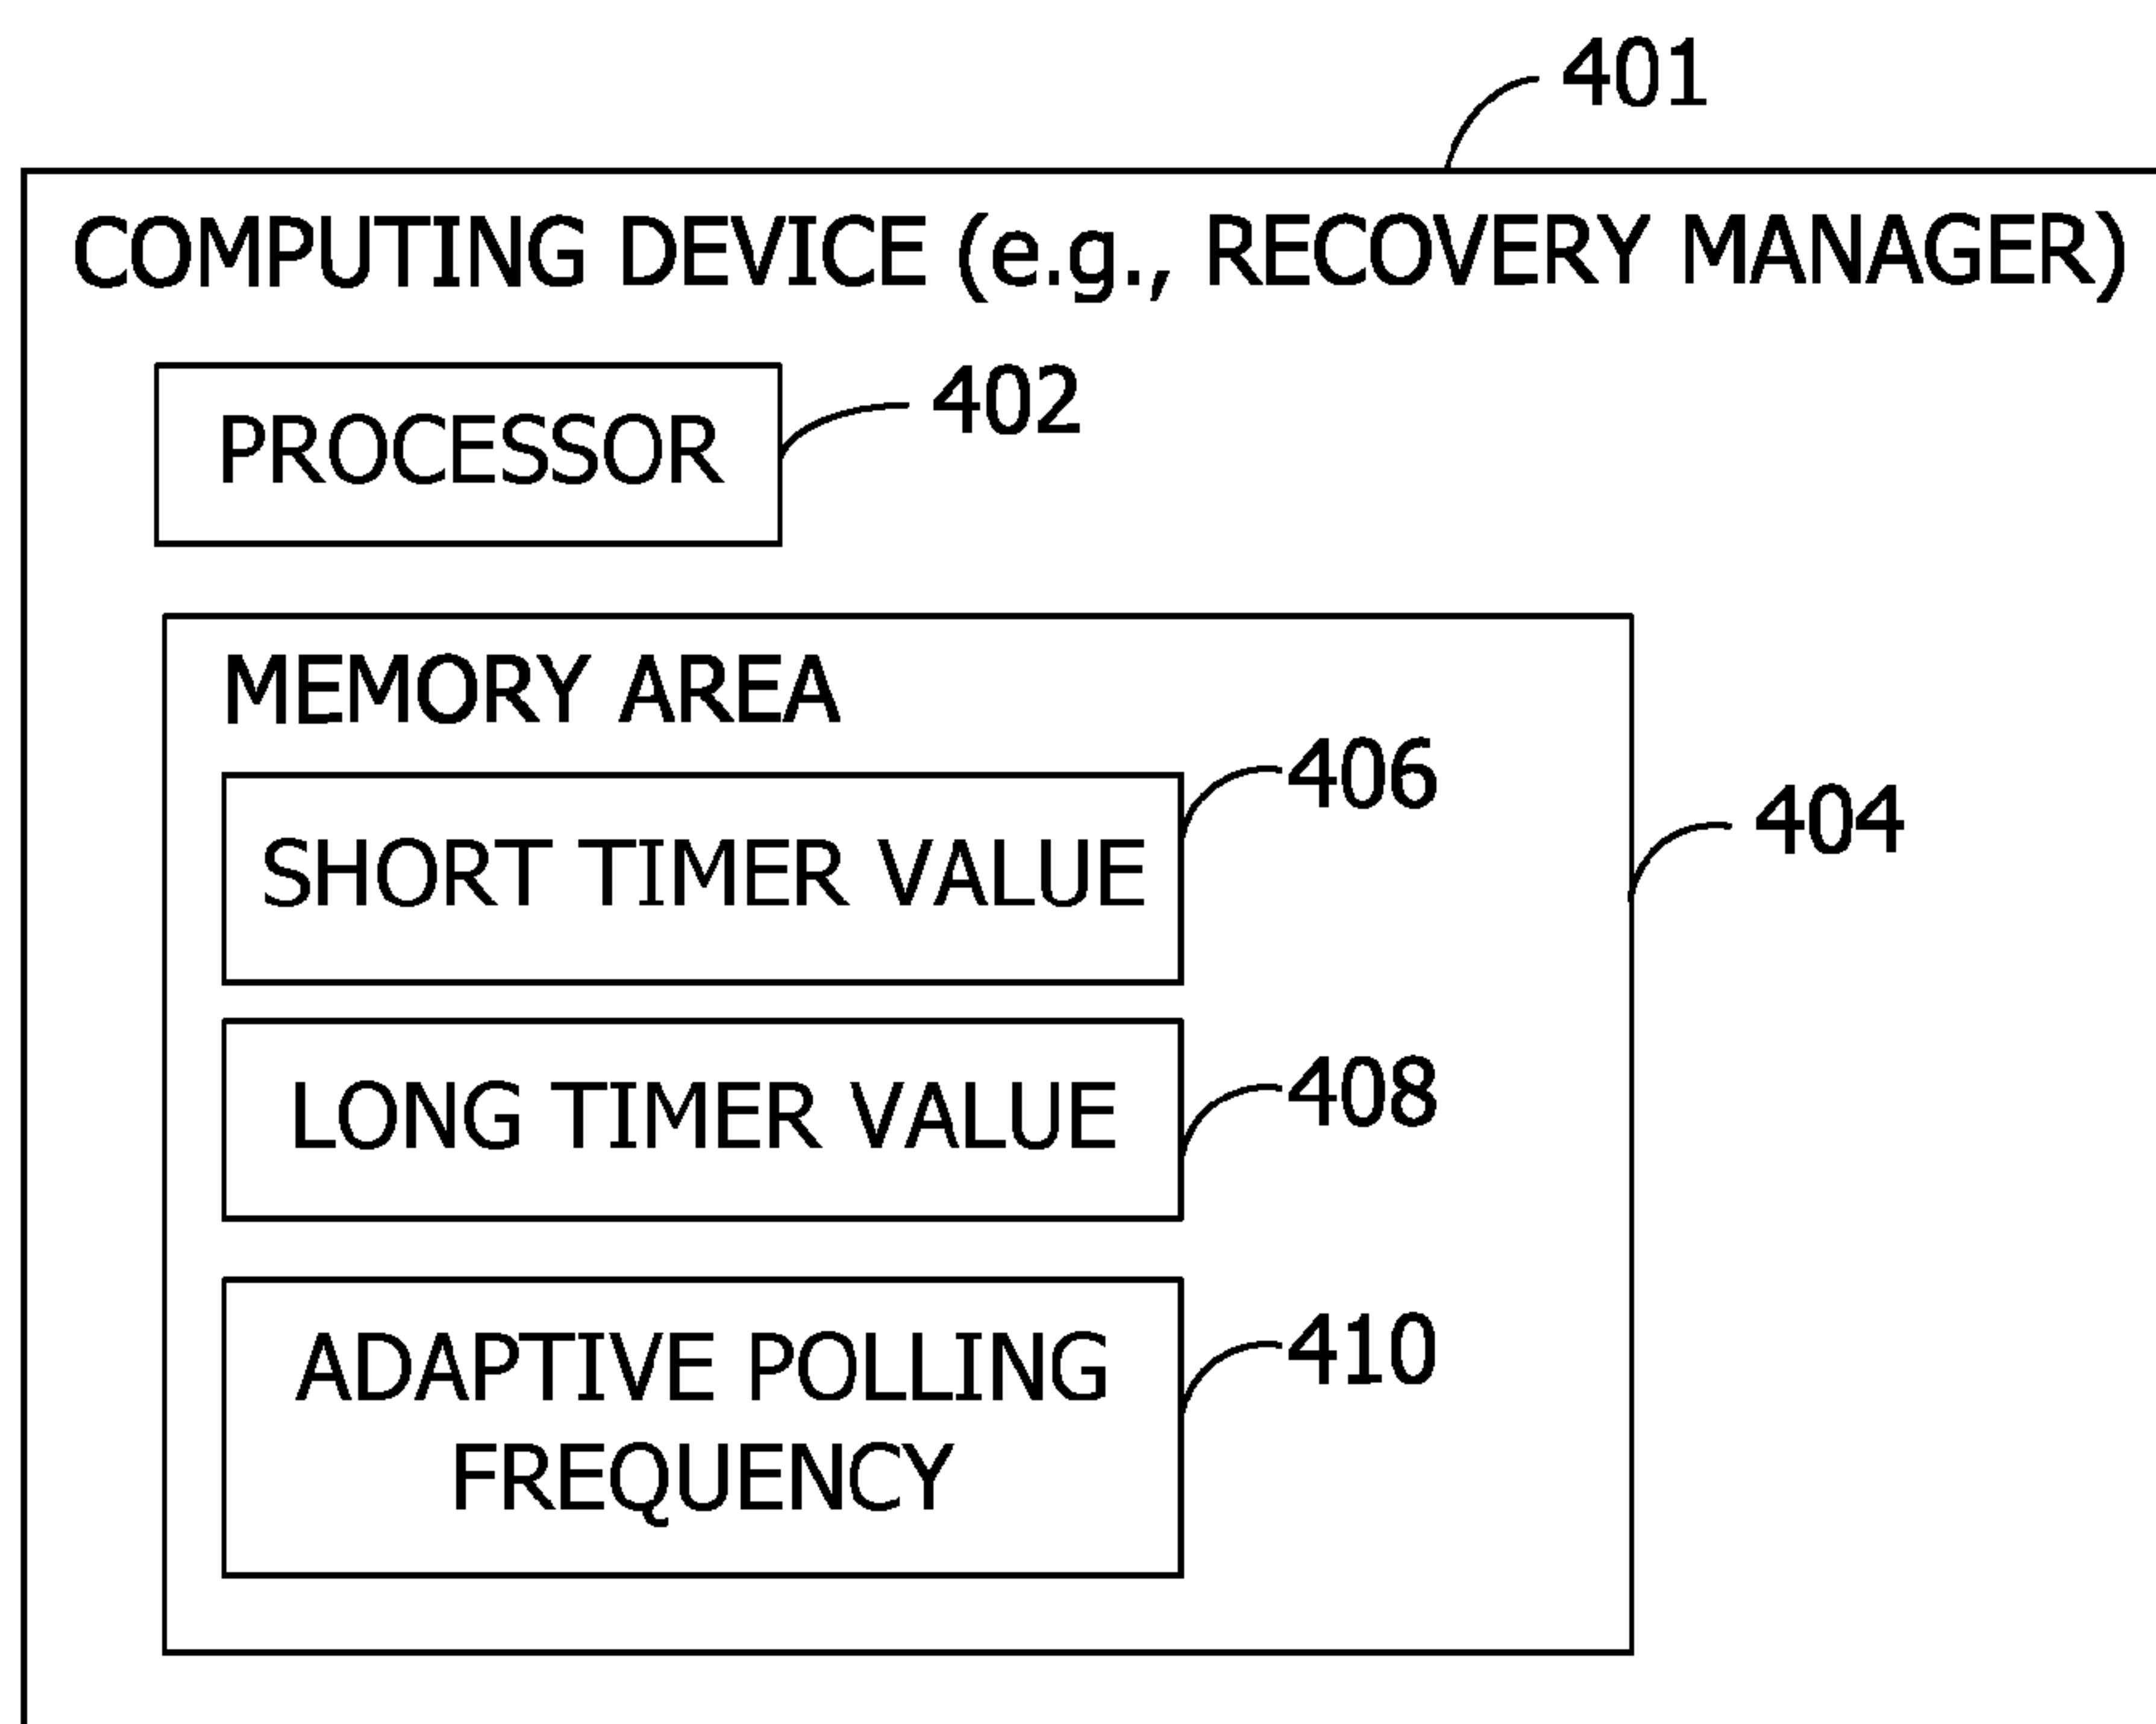 401
COMPUTING DEVICE (e.g., RECOVERY MANAGER)
PROCESSOR
402
MEMORY AREA
406
SHORT TIMER VALUE
404
LONG TIMER VALUE
408
ADAPTIVE POLLING
FREQUENCY
410